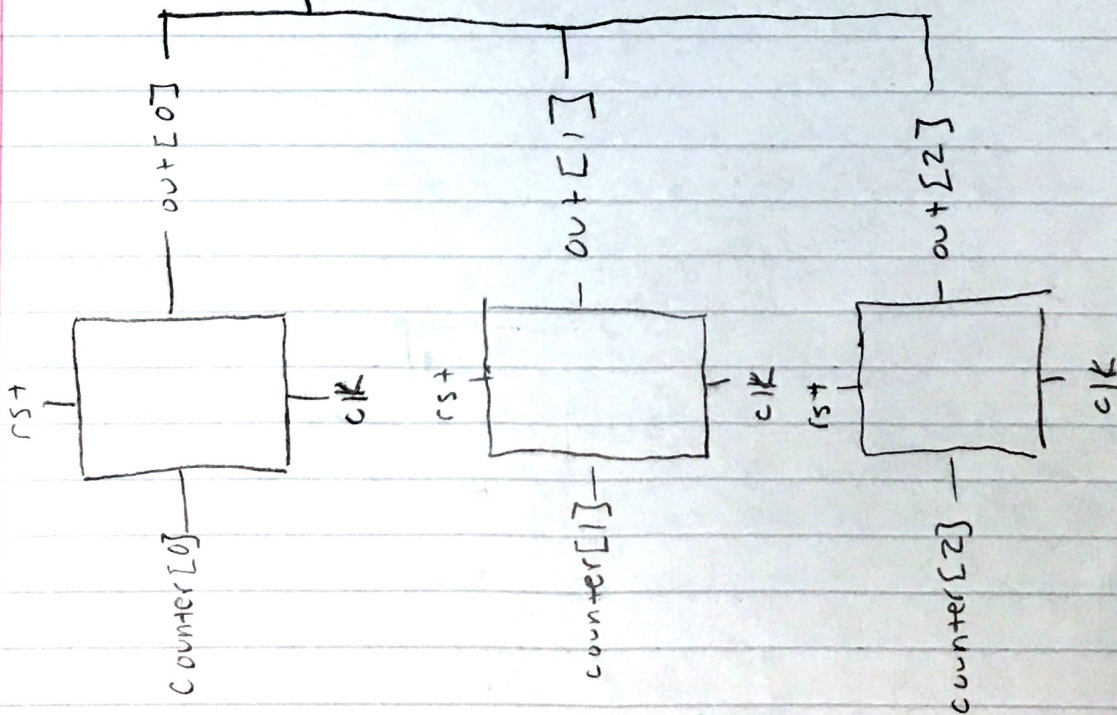 rst
counter[0]
out[0]
clk
rst
counter[1]
out[1]
clk
rst
counter[2]
out[2]
clk